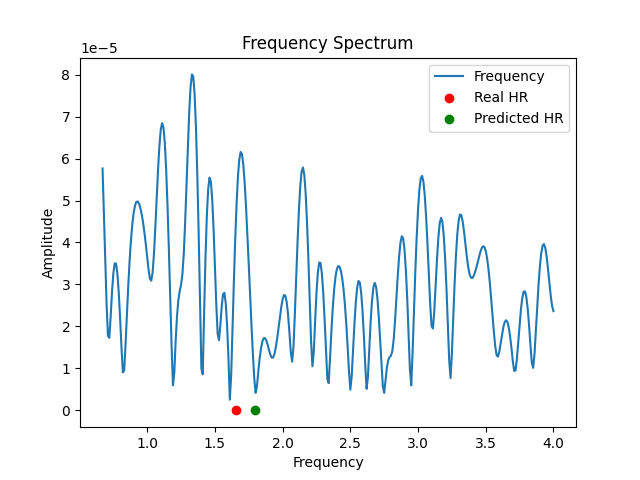 Frequency Spectrum
1e−5
8
7
6
5
4
3
2
1
0
Amplitude
Frequency
Real HR
Predicted HR
1.0 1.5 2.0 2.5 3.0 3.5 4.0
Frequency